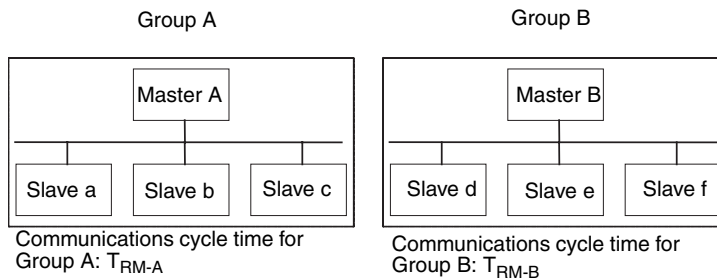 Group A
Group B
Master A
Master B
Slave a
Slave b
Slave c
Slave d
Slave e
Slave f
Communications cycle time for
Group A: TRM-A
Communications cycle time for
Group B: TRM-B